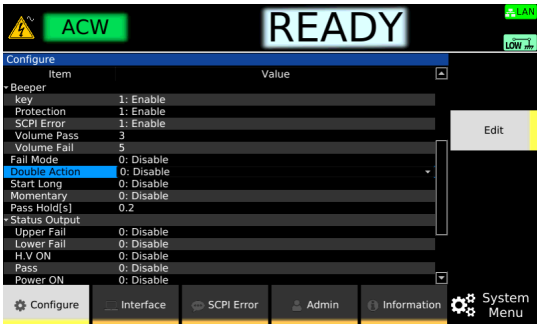 ACW
READY
LAN
LOW
Configure
Item Value
Beeper
key 1: Enable
Protection 1: Enable
SCPI Error 1: Enable
Volume Pass 3
Volume Fail 5
Fail Mode 0: Disable
Double Action 0: Disable
Start Long 0: Disable
Momentary 0: Disable
Pass Hold[s] 0.2
Status Output
Upper Fail 0: Disable
Lower Fail 0: Disable
H.V ON 0: Disable
Pass 0: Disable
Power ON 0: Disable
Edit
Configure Interface SCPI Error Admin Information
System
Menu